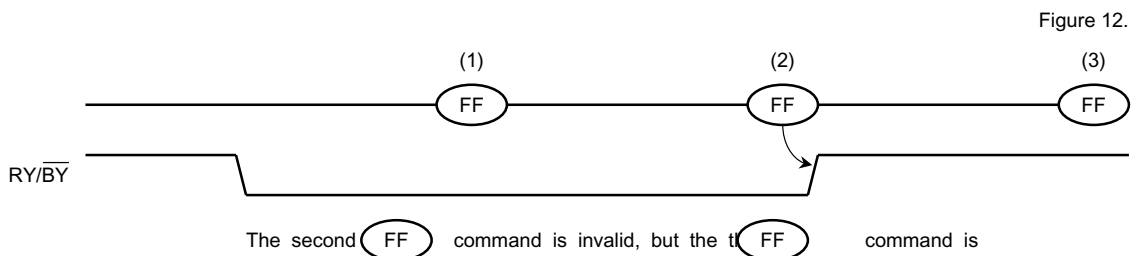 Figure 12.
(1) (2) (3)
FF FF FF
RY/BY
The second FF command is invalid, but the FF command is